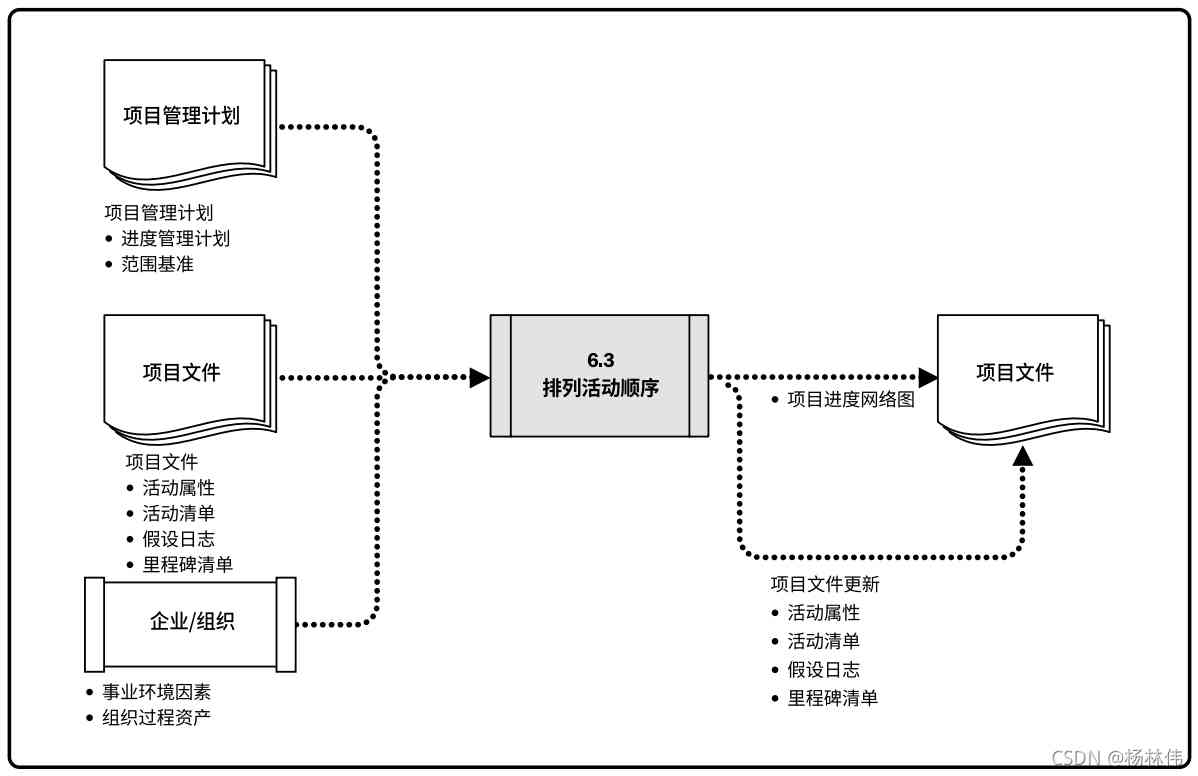 项目管理计划
项目管理计划
• 进度管理计划
• 范围基准
项目文件
项目文件
• 活动属性
• 活动清单
• 假设日志
• 里程碑清单
企业/组织
• 事业环境因素
• 组织过程资产
6.3
排列活动顺序
• 项目进度网络图
项目文件
项目文件更新
• 活动属性
• 活动清单
• 假设日志
• 里程碑清单
CSDN @杨林伟